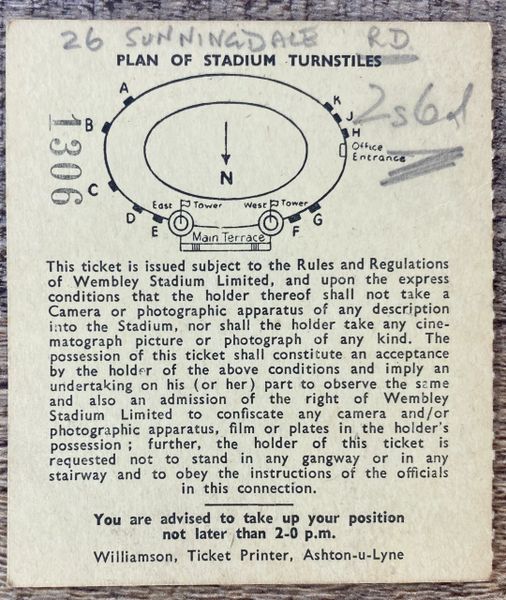 26 SUNNINGDALE RD
PLAN OF STADIUM TURNSTILES
2s6d
1306
A
B
C
D
E
F
G
H
J
K
Office
Entrance
N
East Tower
West Tower
Main Terrace
This ticket is issued subject to the Rules and Regulations
of Wembley Stadium Limited, and upon the express
conditions that the holder thereof shall not take a
Camera or photographic apparatus of any description
into the Stadium, nor shall the holder take any cine-
matograph picture or photograph of any kind. The
possession of this ticket shall constitute an acceptance
by the holder of the above conditions and imply an
undertaking on his (or her) part to observe the same
and also an admission of the right of Wembley
Stadium Limited to confiscate any camera and/or
photographic apparatus, film or plates in the holder's
possession ; further, the holder of this ticket is
requested not to stand in any gangway or in any
stairway and to obey the instructions of the officials
in this connection.
You are advised to take up your position
not later than 2-0 p.m.
Williamson, Ticket Printer, Ashton-u-Lyne